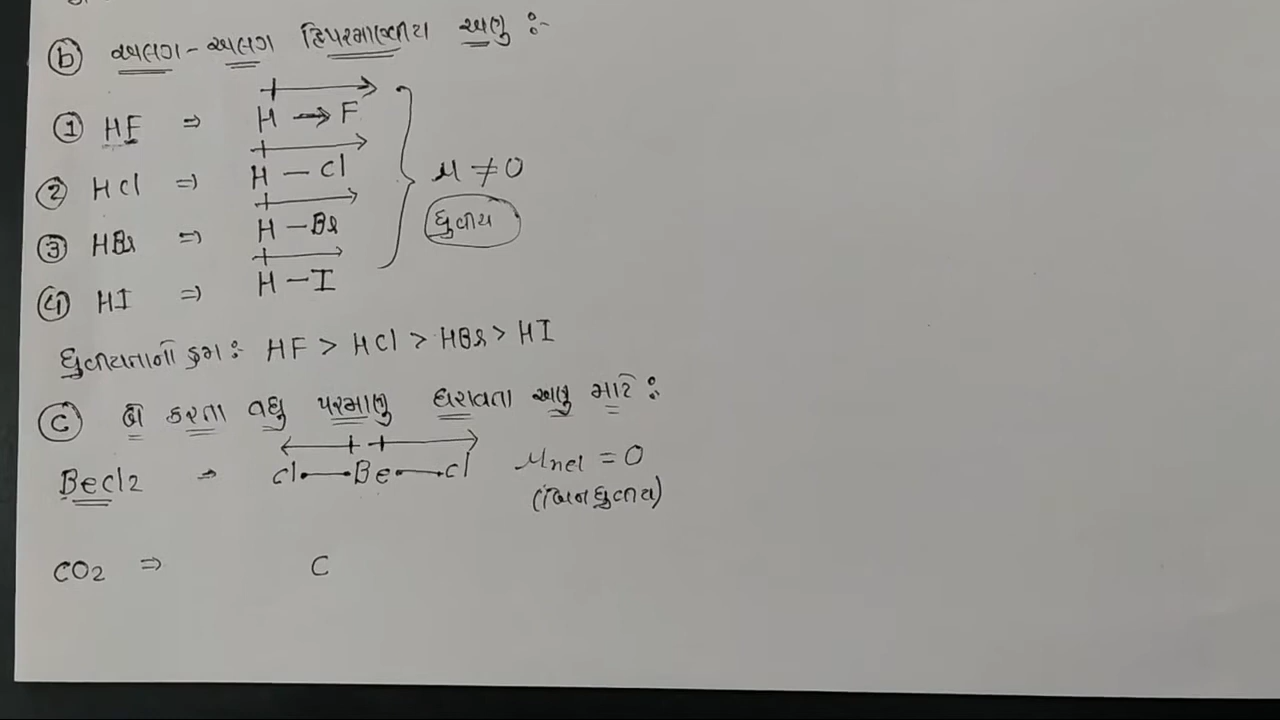 ⓑ અલગ-અલગ દ્વિપરમાણ્વીય અણુ :-
① HF ⇒ H → F
② HCl ⇒ H – Cl
③ HBr ⇒ H – Br
④ HI ⇒ H – I
μ ≠ 0
ધ્રુવીય
ધ્રુવીયતાનો ક્રમ : HF > HCl > HBr > HI
ⓒ બે કરતા વધુ પરમાણુ ધરાવતા અણુ માટે :
BeCl2 ⇒ Cl — Be — Cl μnet = 0
(બિનધ્રુવીય)
CO2 ⇒ C